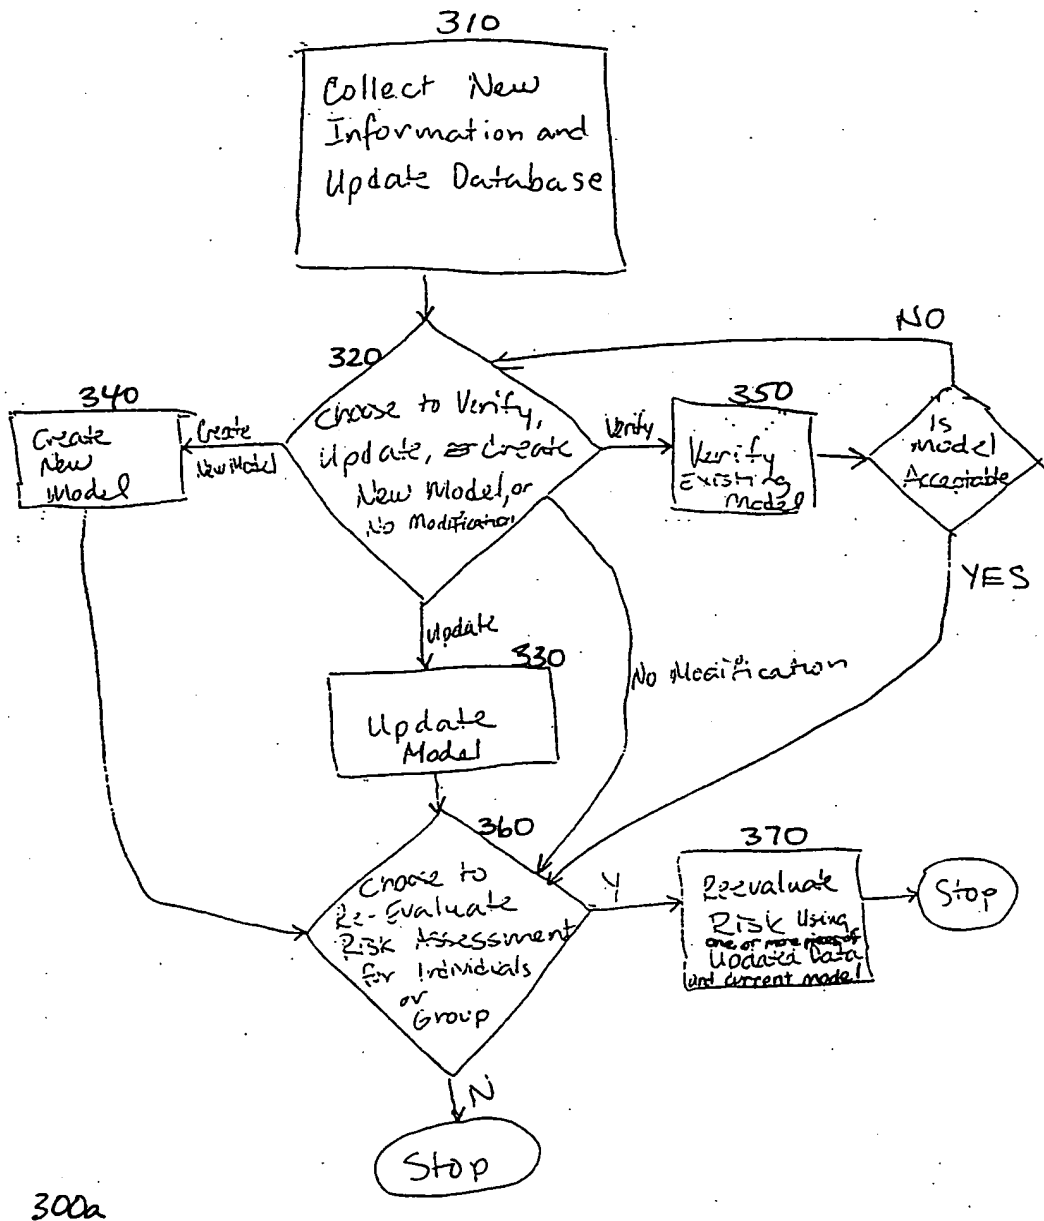 310
Collect New
Information and
Update Database
NO
320
Choose to Verify,
Update, or Create
New Model, or
No Modification
340
Create
New
Model
Create
New Model
Verify
350
Verify
Existing
Model
Is
Model
Acceptable
YES
Update
330
Update
Model
No Modification
360
Choose to
Re-Evaluate
Risk Assessment
for Individuals
or
Group
Y
370
Reevaluate
Risk Using
one or more pieces of
Updated Data
and current model
Stop
N
Stop
300a